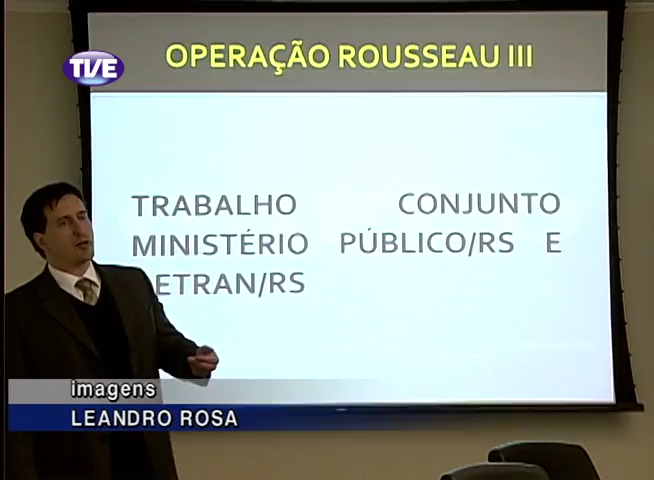 TVE
OPERAÇÃO ROUSSEAU III
TRABALHO CONJUNTO
MINISTÉRIO PÚBLICO/RS E
ETRAN/RS
imagens
LEANDRO ROSA